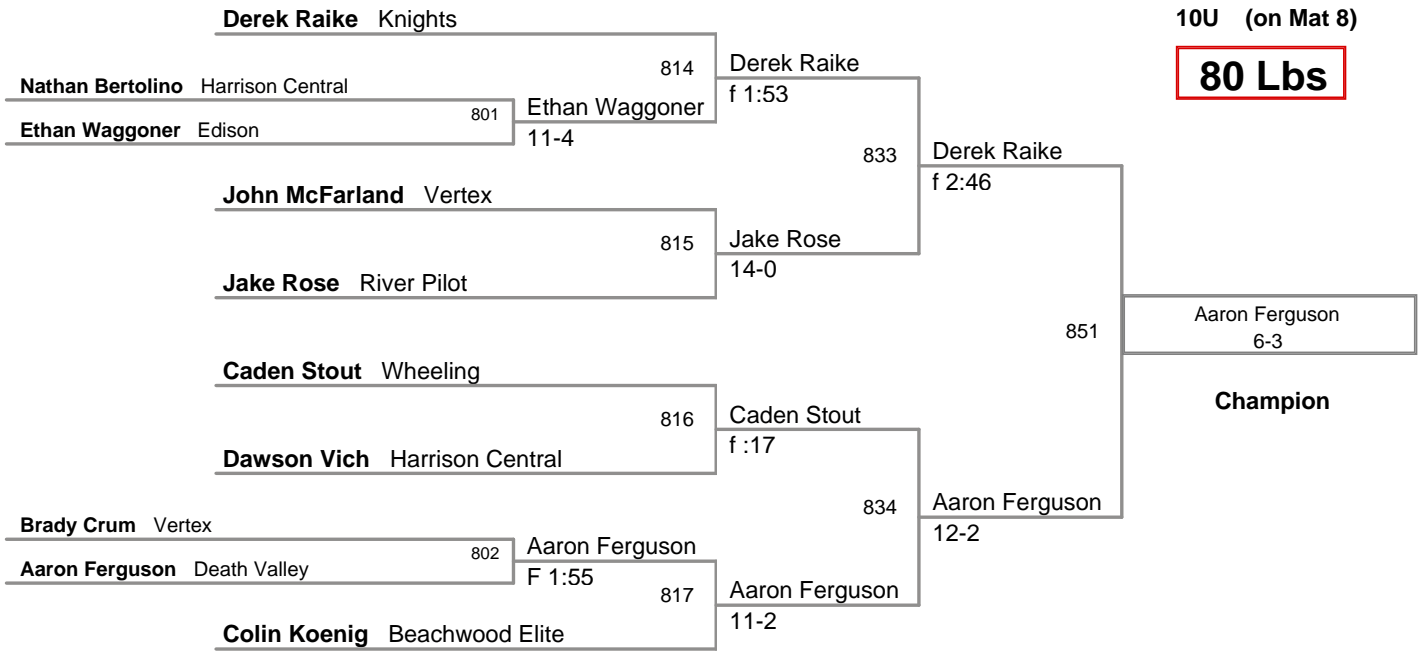 Derek Raike Knights
10U (on Mat 8)
814
Derek Raike
80 Lbs
Nathan Bertolino Harrison Central
f 1:53
801
Ethan Waggoner
Ethan Waggoner Edison
11-4
833
Derek Raike
f 2:46
John McFarland Vertex
815
Jake Rose
14-0
Jake Rose River Pilot
851
Aaron Ferguson
6-3
Caden Stout Wheeling
Champion
816
Caden Stout
f :17
Dawson Vich Harrison Central
834
Aaron Ferguson
12-2
Brady Crum Vertex
802
Aaron Ferguson
Aaron Ferguson Death Valley
F 1:55
817
Aaron Ferguson
11-2
Colin Koenig Beachwood Elite